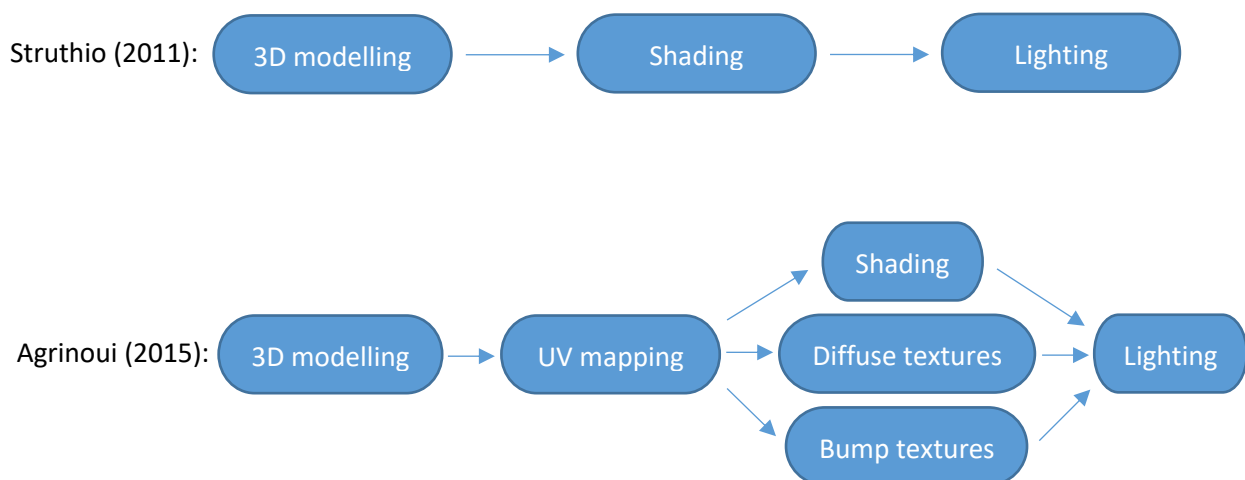 Struthio (2011):
3D modelling
Shading
Lighting
Shading
Agrinoui (2015):
3D modelling
UV mapping
Diffuse textures
Lighting
Bump textures